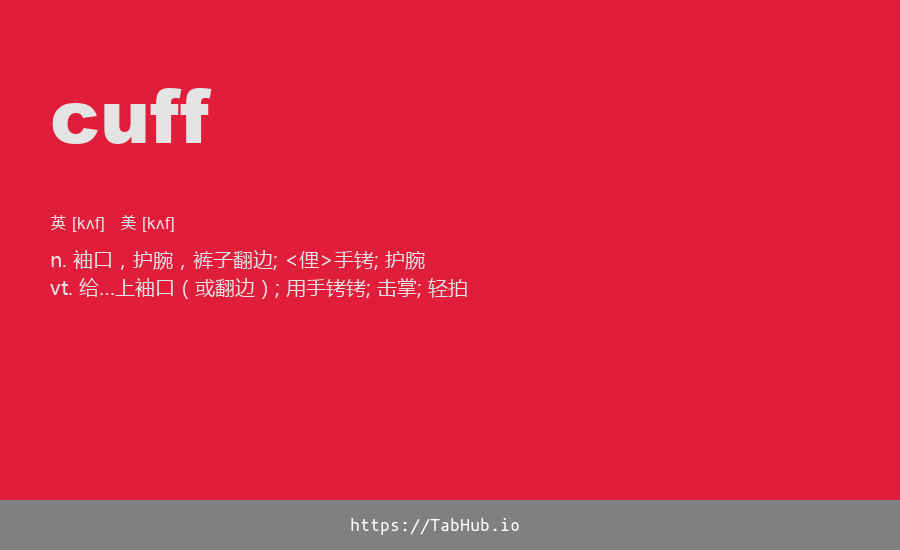 cuff
英 [kʌf] 美 [kʌf]
n. 袖口，护腕，裤子翻边; <俚>手铐; 护腕
vt. 给…上袖口（或翻边）; 用手铐铐; 击掌; 轻拍
https://TabHub.io